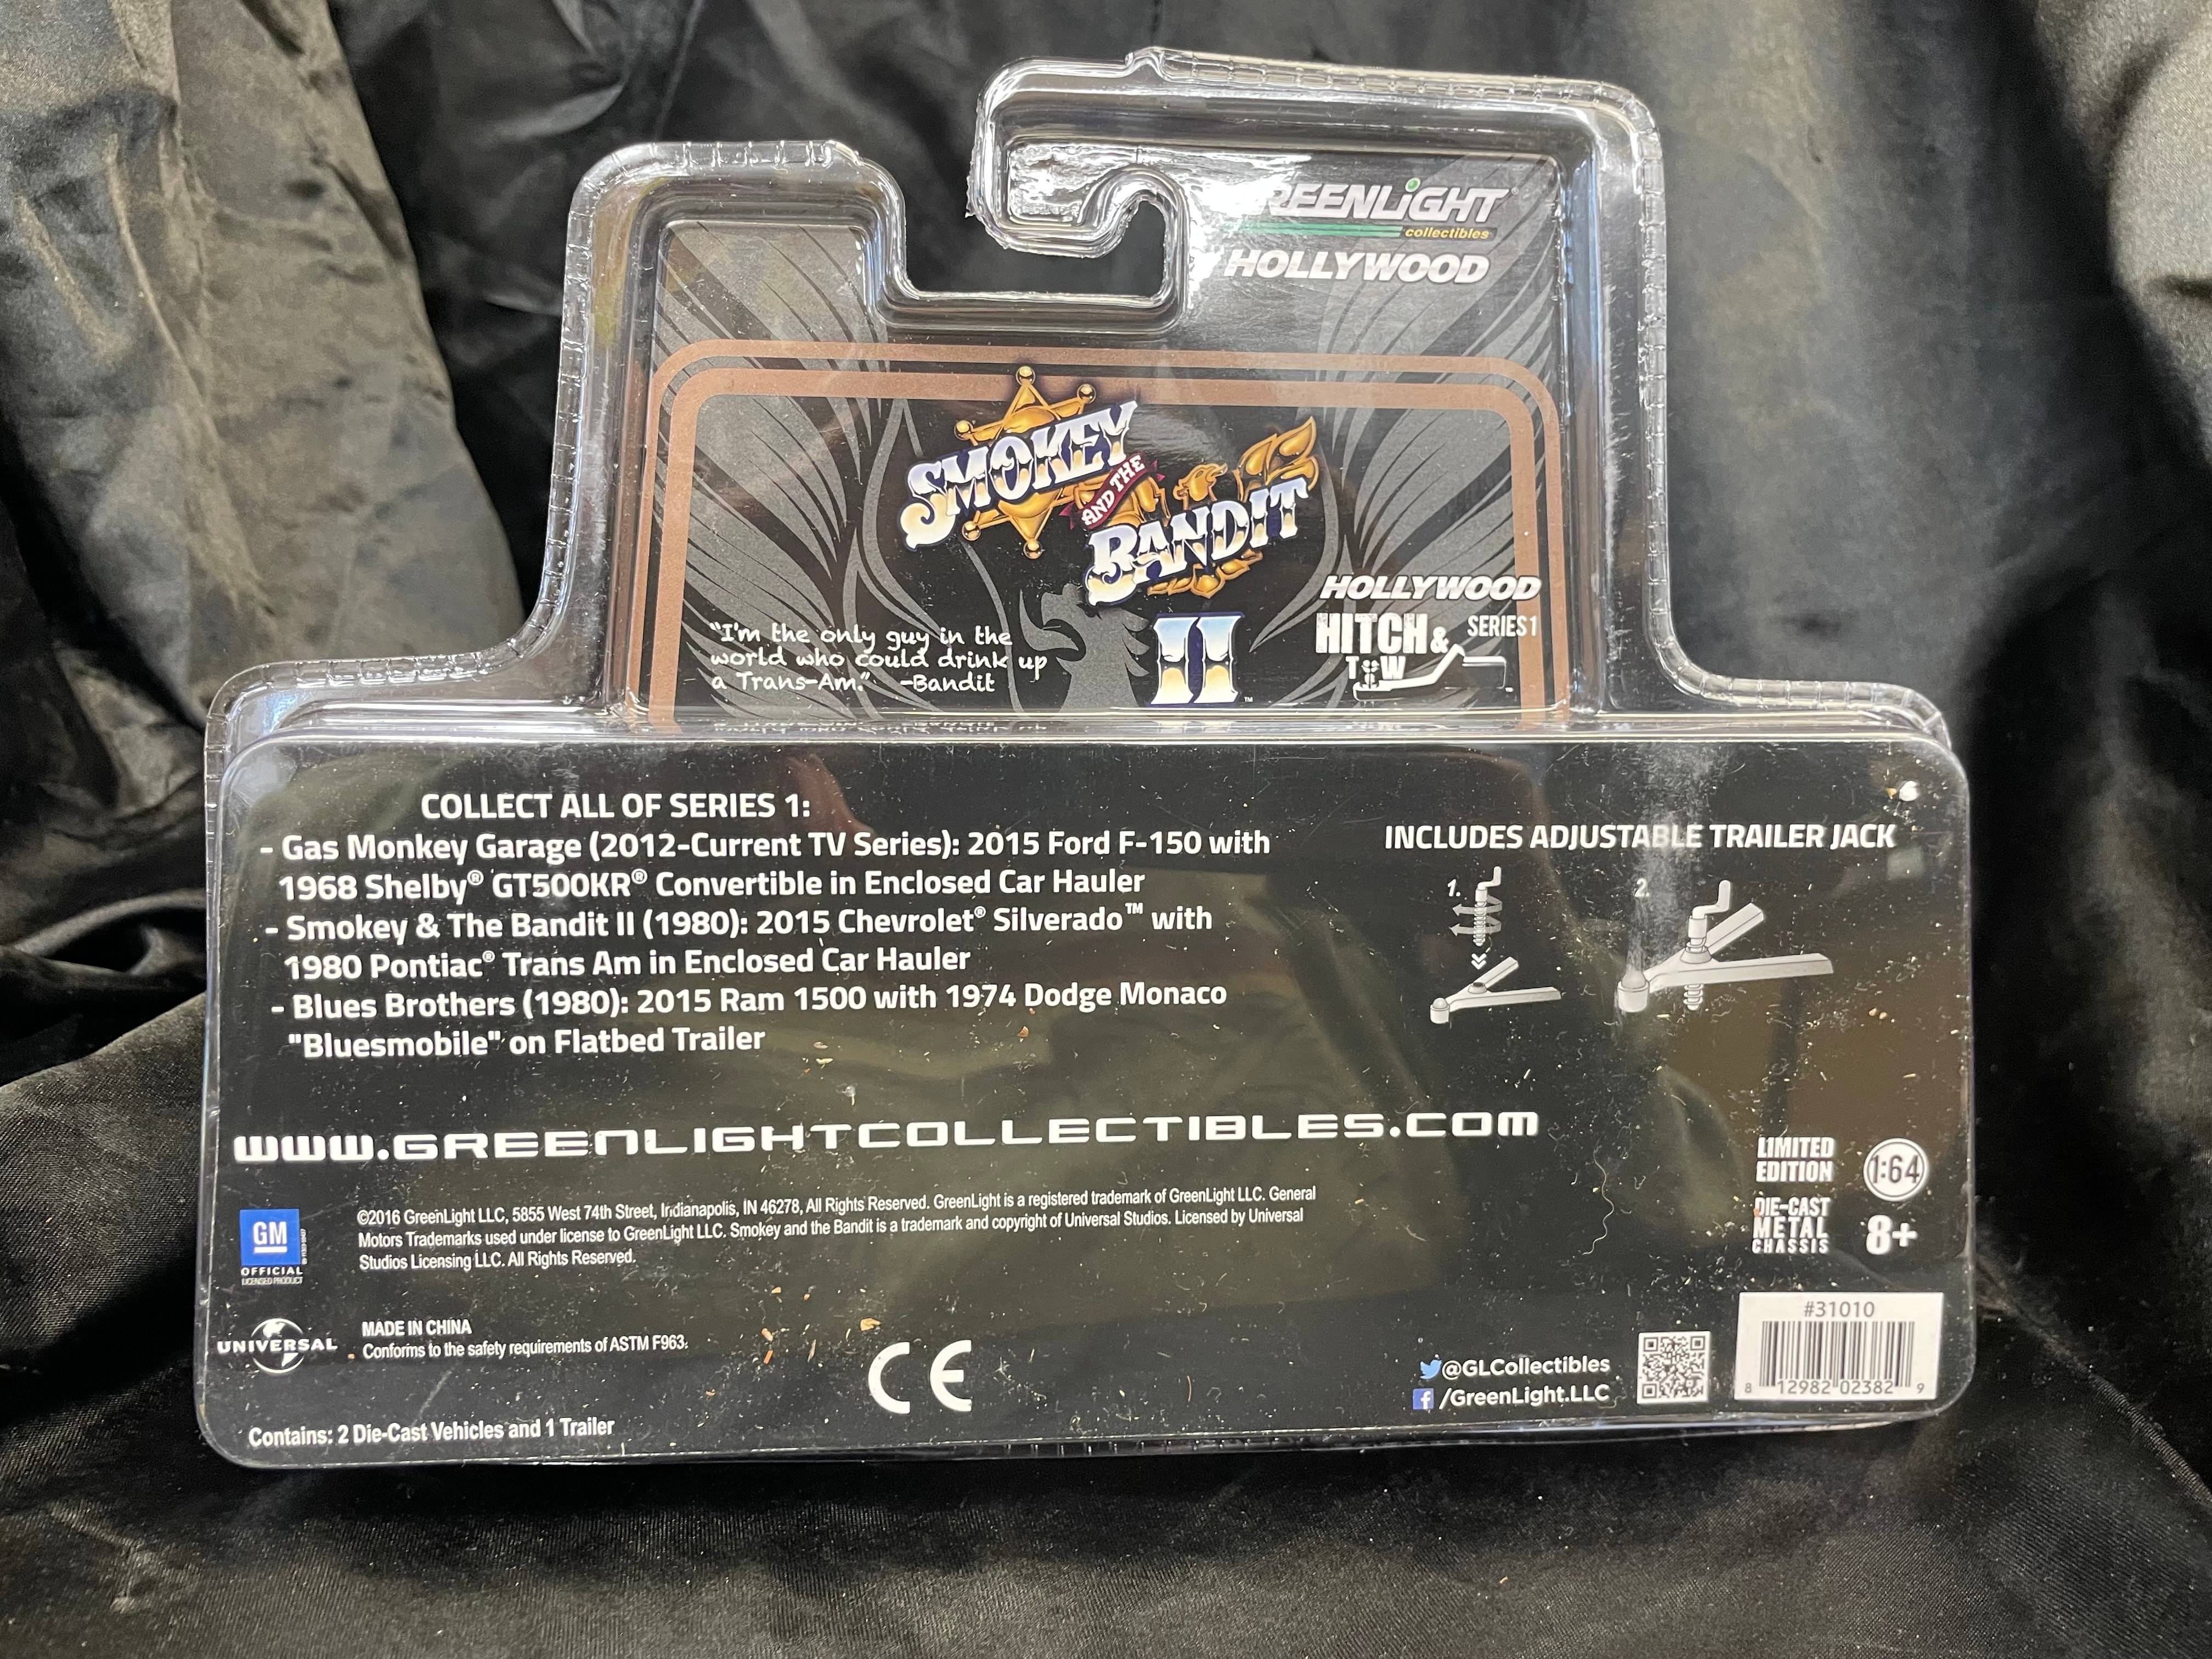 GREENLiGHT
collectibles
HOLLYWOOD
SMOKEY
AND THE
BANDIT
II™
"I'm the only guy in the
world who could drink up
a Trans-Am." -Bandit
HOLLYWOOD
HITCH & SERIES 1
TOW
COLLECT ALL OF SERIES 1:
- Gas Monkey Garage (2012-Current TV Series): 2015 Ford F-150 with
1968 Shelby® GT500KR® Convertible in Enclosed Car Hauler
- Smokey & The Bandit II (1980): 2015 Chevrolet® Silverado™ with
1980 Pontiac® Trans Am in Enclosed Car Hauler
- Blues Brothers (1980): 2015 Ram 1500 with 1974 Dodge Monaco
"Bluesmobile" on Flatbed Trailer
INCLUDES ADJUSTABLE TRAILER JACK
1.
2.
www.GREENLIGHTCOLLECTIBLES.COM
LIMITED
EDITION
1:64
DIE-CAST
METAL
CHASSIS
8+
GM
OFFICIAL
LICENSED PRODUCT
©2016 GreenLight LLC, 5855 West 74th Street, Indianapolis, IN 46278, All Rights Reserved. GreenLight is a registered trademark of GreenLight LLC. General
Motors Trademarks used under license to GreenLight LLC. Smokey and the Bandit is a trademark and copyright of Universal Studios. Licensed by Universal
Studios Licensing LLC. All Rights Reserved.
UNIVERSAL
MADE IN CHINA
Conforms to the safety requirements of ASTM F963.
CE
@GLCollectibles
/GreenLight.LLC
#31010
8 12982 02382 9
Contains: 2 Die-Cast Vehicles and 1 Trailer